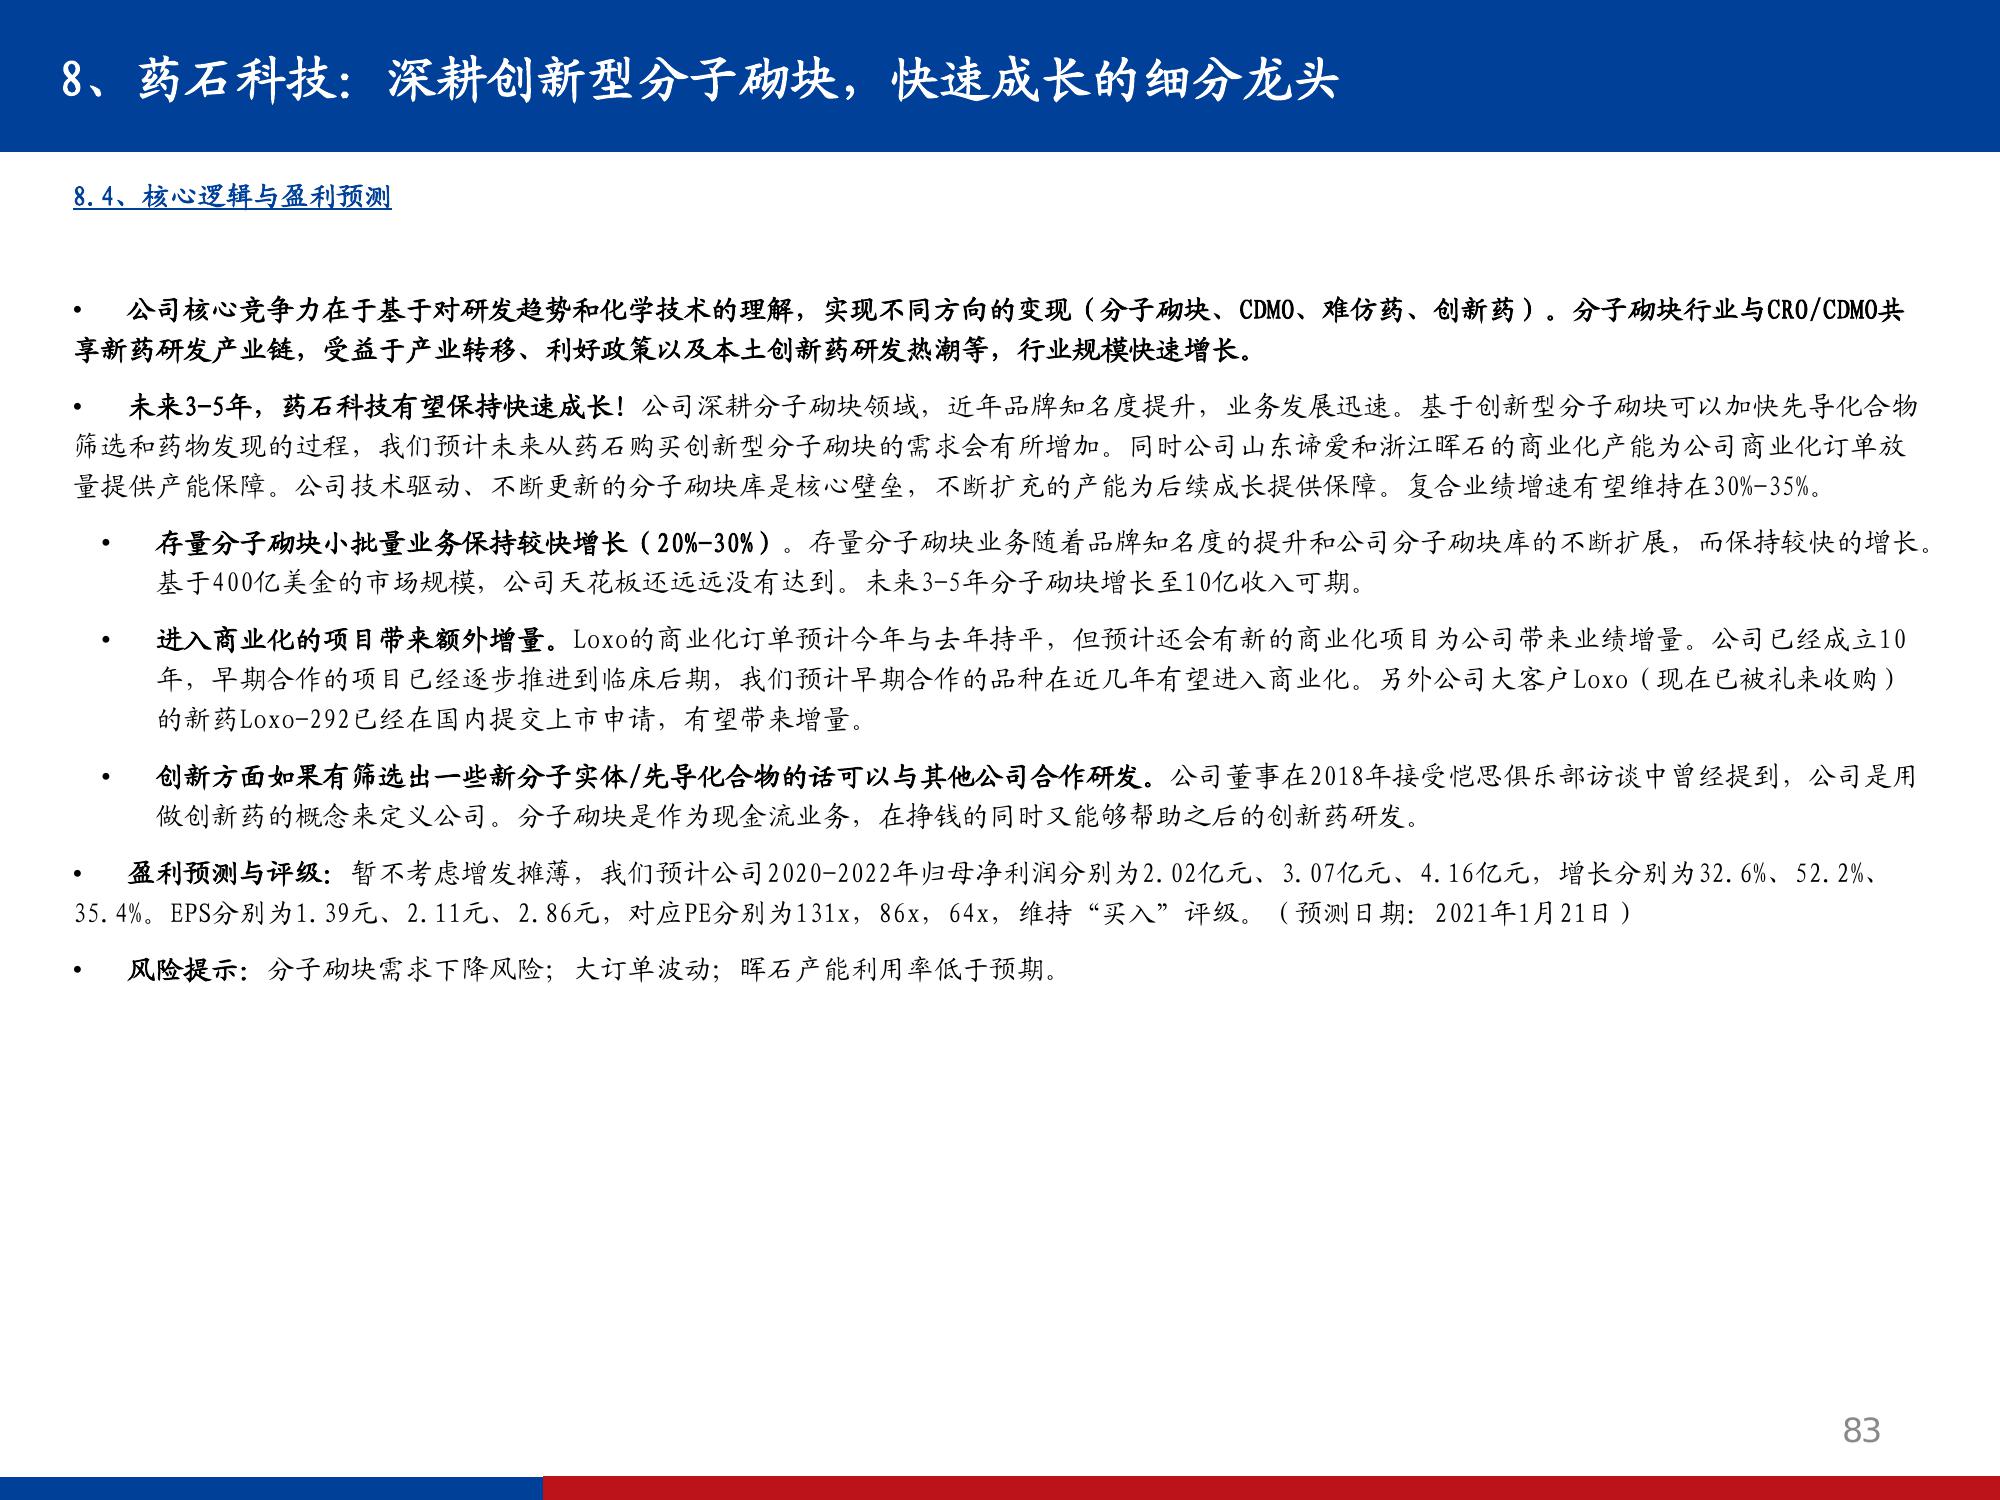 8、药石科技：深耕创新型分子砌块，快速成长的细分龙头
8.4、核心逻辑与盈利预测
• 公司核心竞争力在于基于对研发趋势和化学技术的理解，实现不同方向的变现（分子砌块、CDMO、难仿药、创新药）。分子砌块行业与CRO/CDMO共
享新药研发产业链，受益于产业转移、利好政策以及本土创新药研发热潮等，行业规模快速增长。
• 未来3-5年，药石科技有望保持快速成长！公司深耕分子砌块领域，近年品牌知名度提升，业务发展迅速。基于创新型分子砌块可以加快先导化合物
筛选和药物发现的过程，我们预计未来从药石购买创新型分子砌块的需求会有所增加。同时公司山东谛爱和浙江晖石的商业化产能为公司商业化订单放
量提供产能保障。公司技术驱动、不断更新的分子砌块库是核心壁垒，不断扩充的产能为后续成长提供保障。复合业绩增速有望维持在30%-35%。
• 存量分子砌块小批量业务保持较快增长（20%-30%）。存量分子砌块业务随着品牌知名度的提升和公司分子砌块库的不断扩展，而保持较快的增长。
基于400亿美金的市场规模，公司天花板还远远没有达到。未来3-5年分子砌块增长至10亿收入可期。
• 进入商业化的项目带来额外增量。Loxo的商业化订单预计今年与去年持平，但预计还会有新的商业化项目为公司带来业绩增量。公司已经成立10
年，早期合作的项目已经逐步推进到临床后期，我们预计早期合作的品种在近几年有望进入商业化。另外公司大客户Loxo（现在已被礼来收购）
的新药Loxo-292已经在国内提交上市申请，有望带来增量。
• 创新方面如果有筛选出一些新分子实体/先导化合物的话可以与其他公司合作研发。公司董事在2018年接受恺思俱乐部访谈中曾经提到，公司是用
做创新药的概念来定义公司。分子砌块是作为现金流业务，在挣钱的同时又能够帮助之后的创新药研发。
• 盈利预测与评级：暂不考虑增发摊薄，我们预计公司2020-2022年归母净利润分别为2.02亿元、3.07亿元、4.16亿元，增长分别为32.6%、52.2%、
35.4%。EPS分别为1.39元、2.11元、2.86元，对应PE分别为131x，86x，64x，维持“买入”评级。（预测日期：2021年1月21日）
• 风险提示：分子砌块需求下降风险；大订单波动；晖石产能利用率低于预期。
83